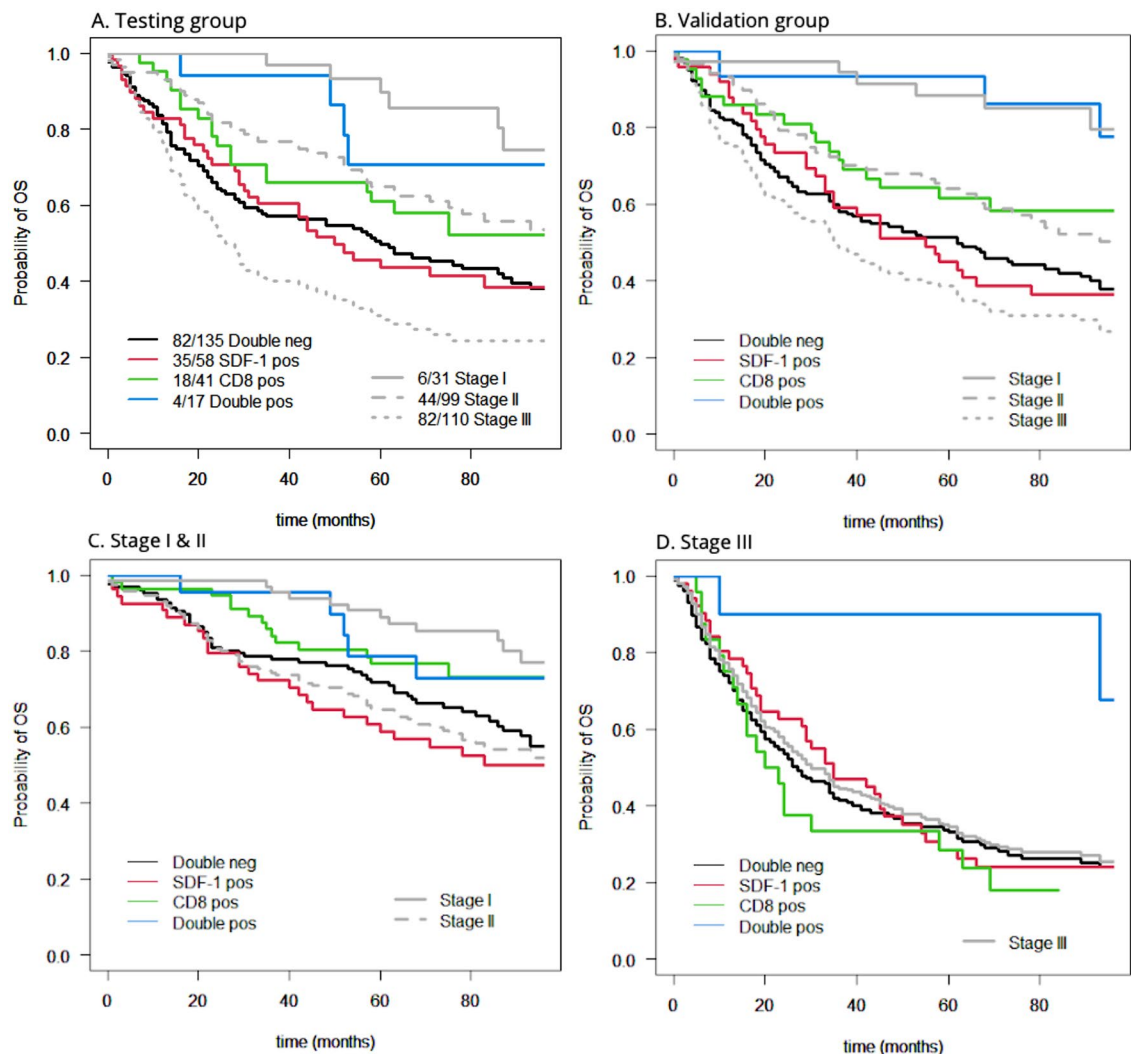 A. Testing group
Probability of OS
1.0
0.8
0.6
0.4
0.2
0.0
82/135 Double neg
35/58 SDF-1 pos
18/41 CD8 pos
4/17 Double pos
6/31 Stage I
44/99 Stage II
82/110 Stage III
0 20 40 60 80
time (months)
B. Validation group
Probability of OS
1.0
0.8
0.6
0.4
0.2
0.0
Double neg
SDF-1 pos
CD8 pos
Double pos
Stage I
Stage II
Stage III
0 20 40 60 80
time (months)
C. Stage I & II
Probability of OS
1.0
0.8
0.6
0.4
0.2
0.0
Double neg
SDF-1 pos
CD8 pos
Double pos
Stage I
Stage II
0 20 40 60 80
time (months)
D. Stage III
Probability of OS
1.0
0.8
0.6
0.4
0.2
0.0
Double neg
SDF-1 pos
CD8 pos
Double pos
Stage III
0 20 40 60 80
time (months)